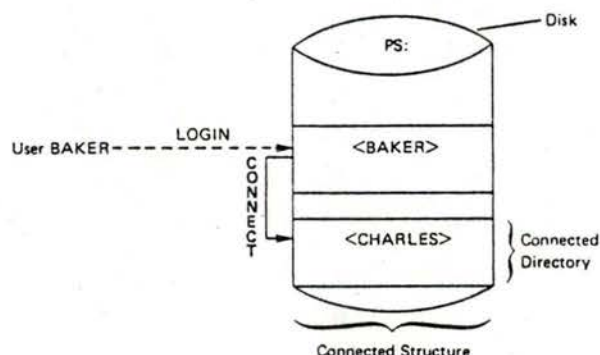 Disk
PS:
LOGIN
User BAKER
<BAKER>
CONNECT
<CHARLES>
Connected
Directory
Connected Structure